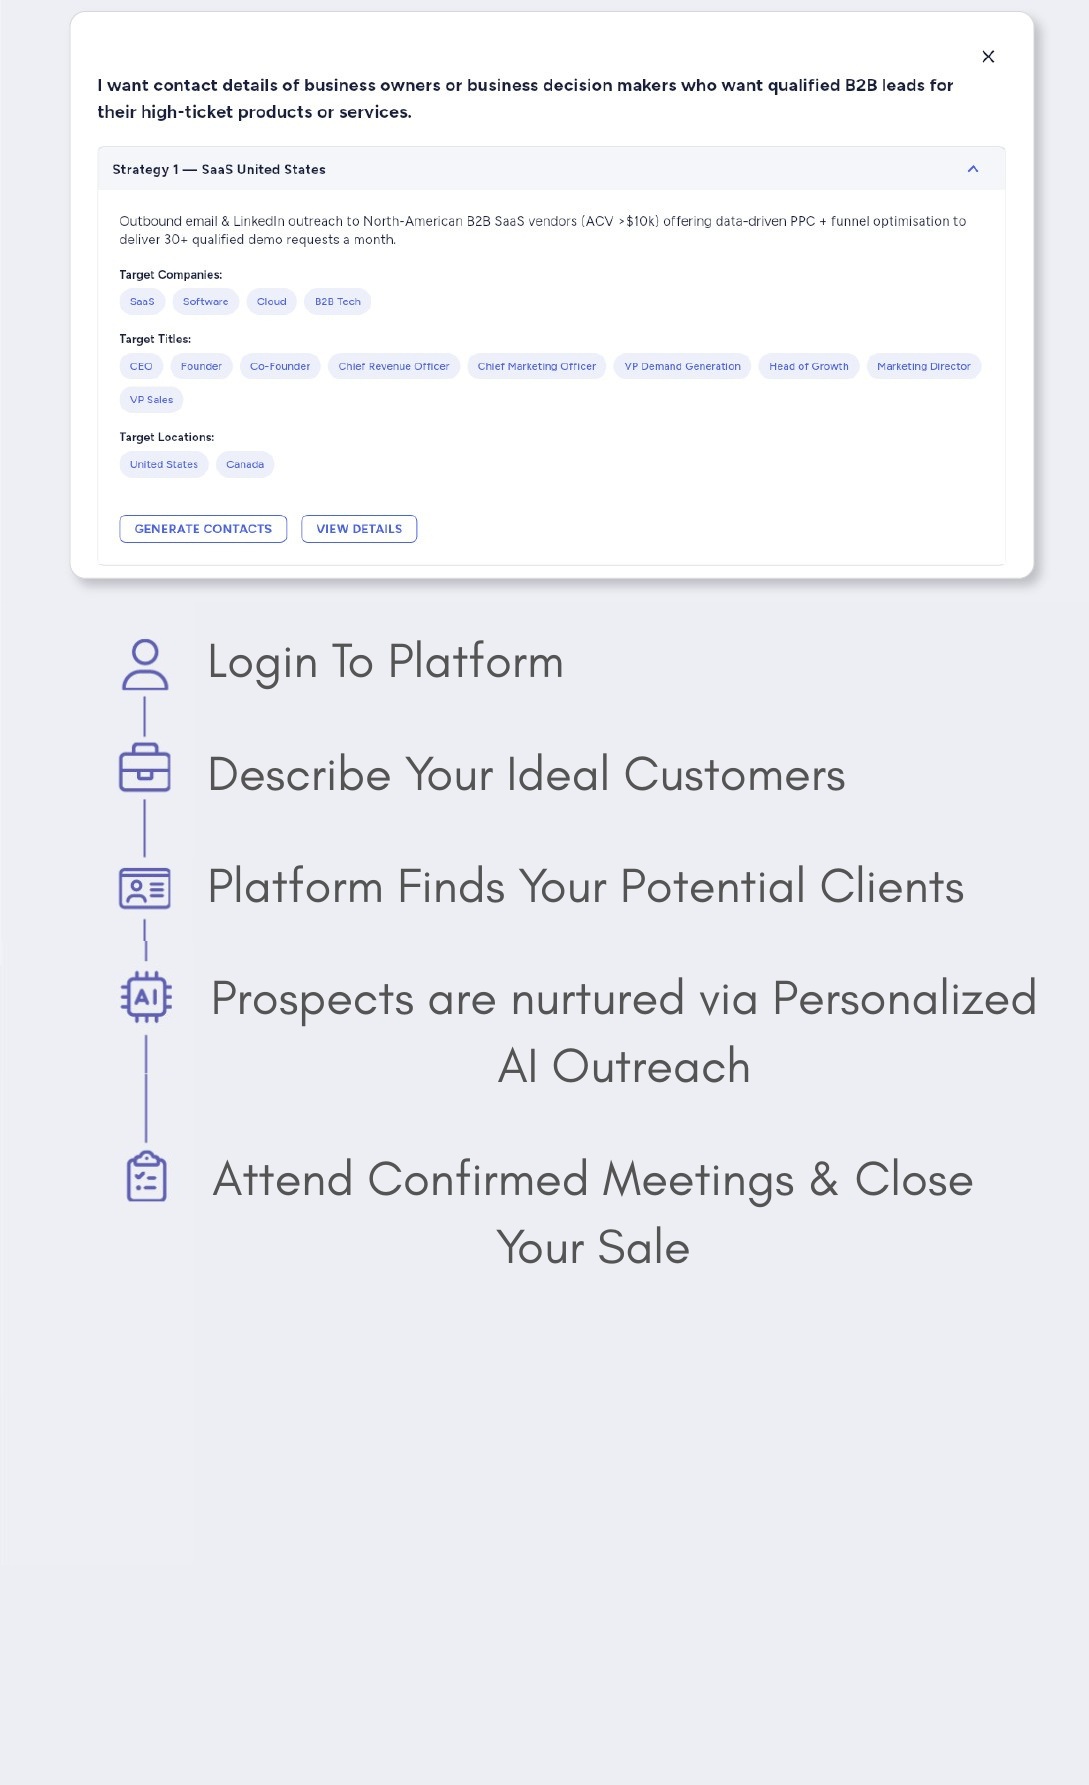 I want contact details of business owners or business decision makers who want qualified B2B leads for
their high-ticket products or services.
Strategy 1 — SaaS United States
Outbound email & LinkedIn outreach to North-American B2B SaaS vendors (ACV >$10k) offering data-driven PPC + funnel optimisation to
deliver 30+ qualified demo requests a month.
Target Companies:
SaaS Software Cloud B2B Tech
Target Titles:
CEO Founder Co-Founder Chief Revenue Officer Chief Marketing Officer VP Demand Generation Head of Growth Marketing Director
VP Sales
Target Locations:
United States Canada
GENERATE CONTACTS VIEW DETAILS
Login To Platform
Describe Your Ideal Customers
Platform Finds Your Potential Clients
AI
Prospects are nurtured via Personalized
AI Outreach
Attend Confirmed Meetings & Close
Your Sale